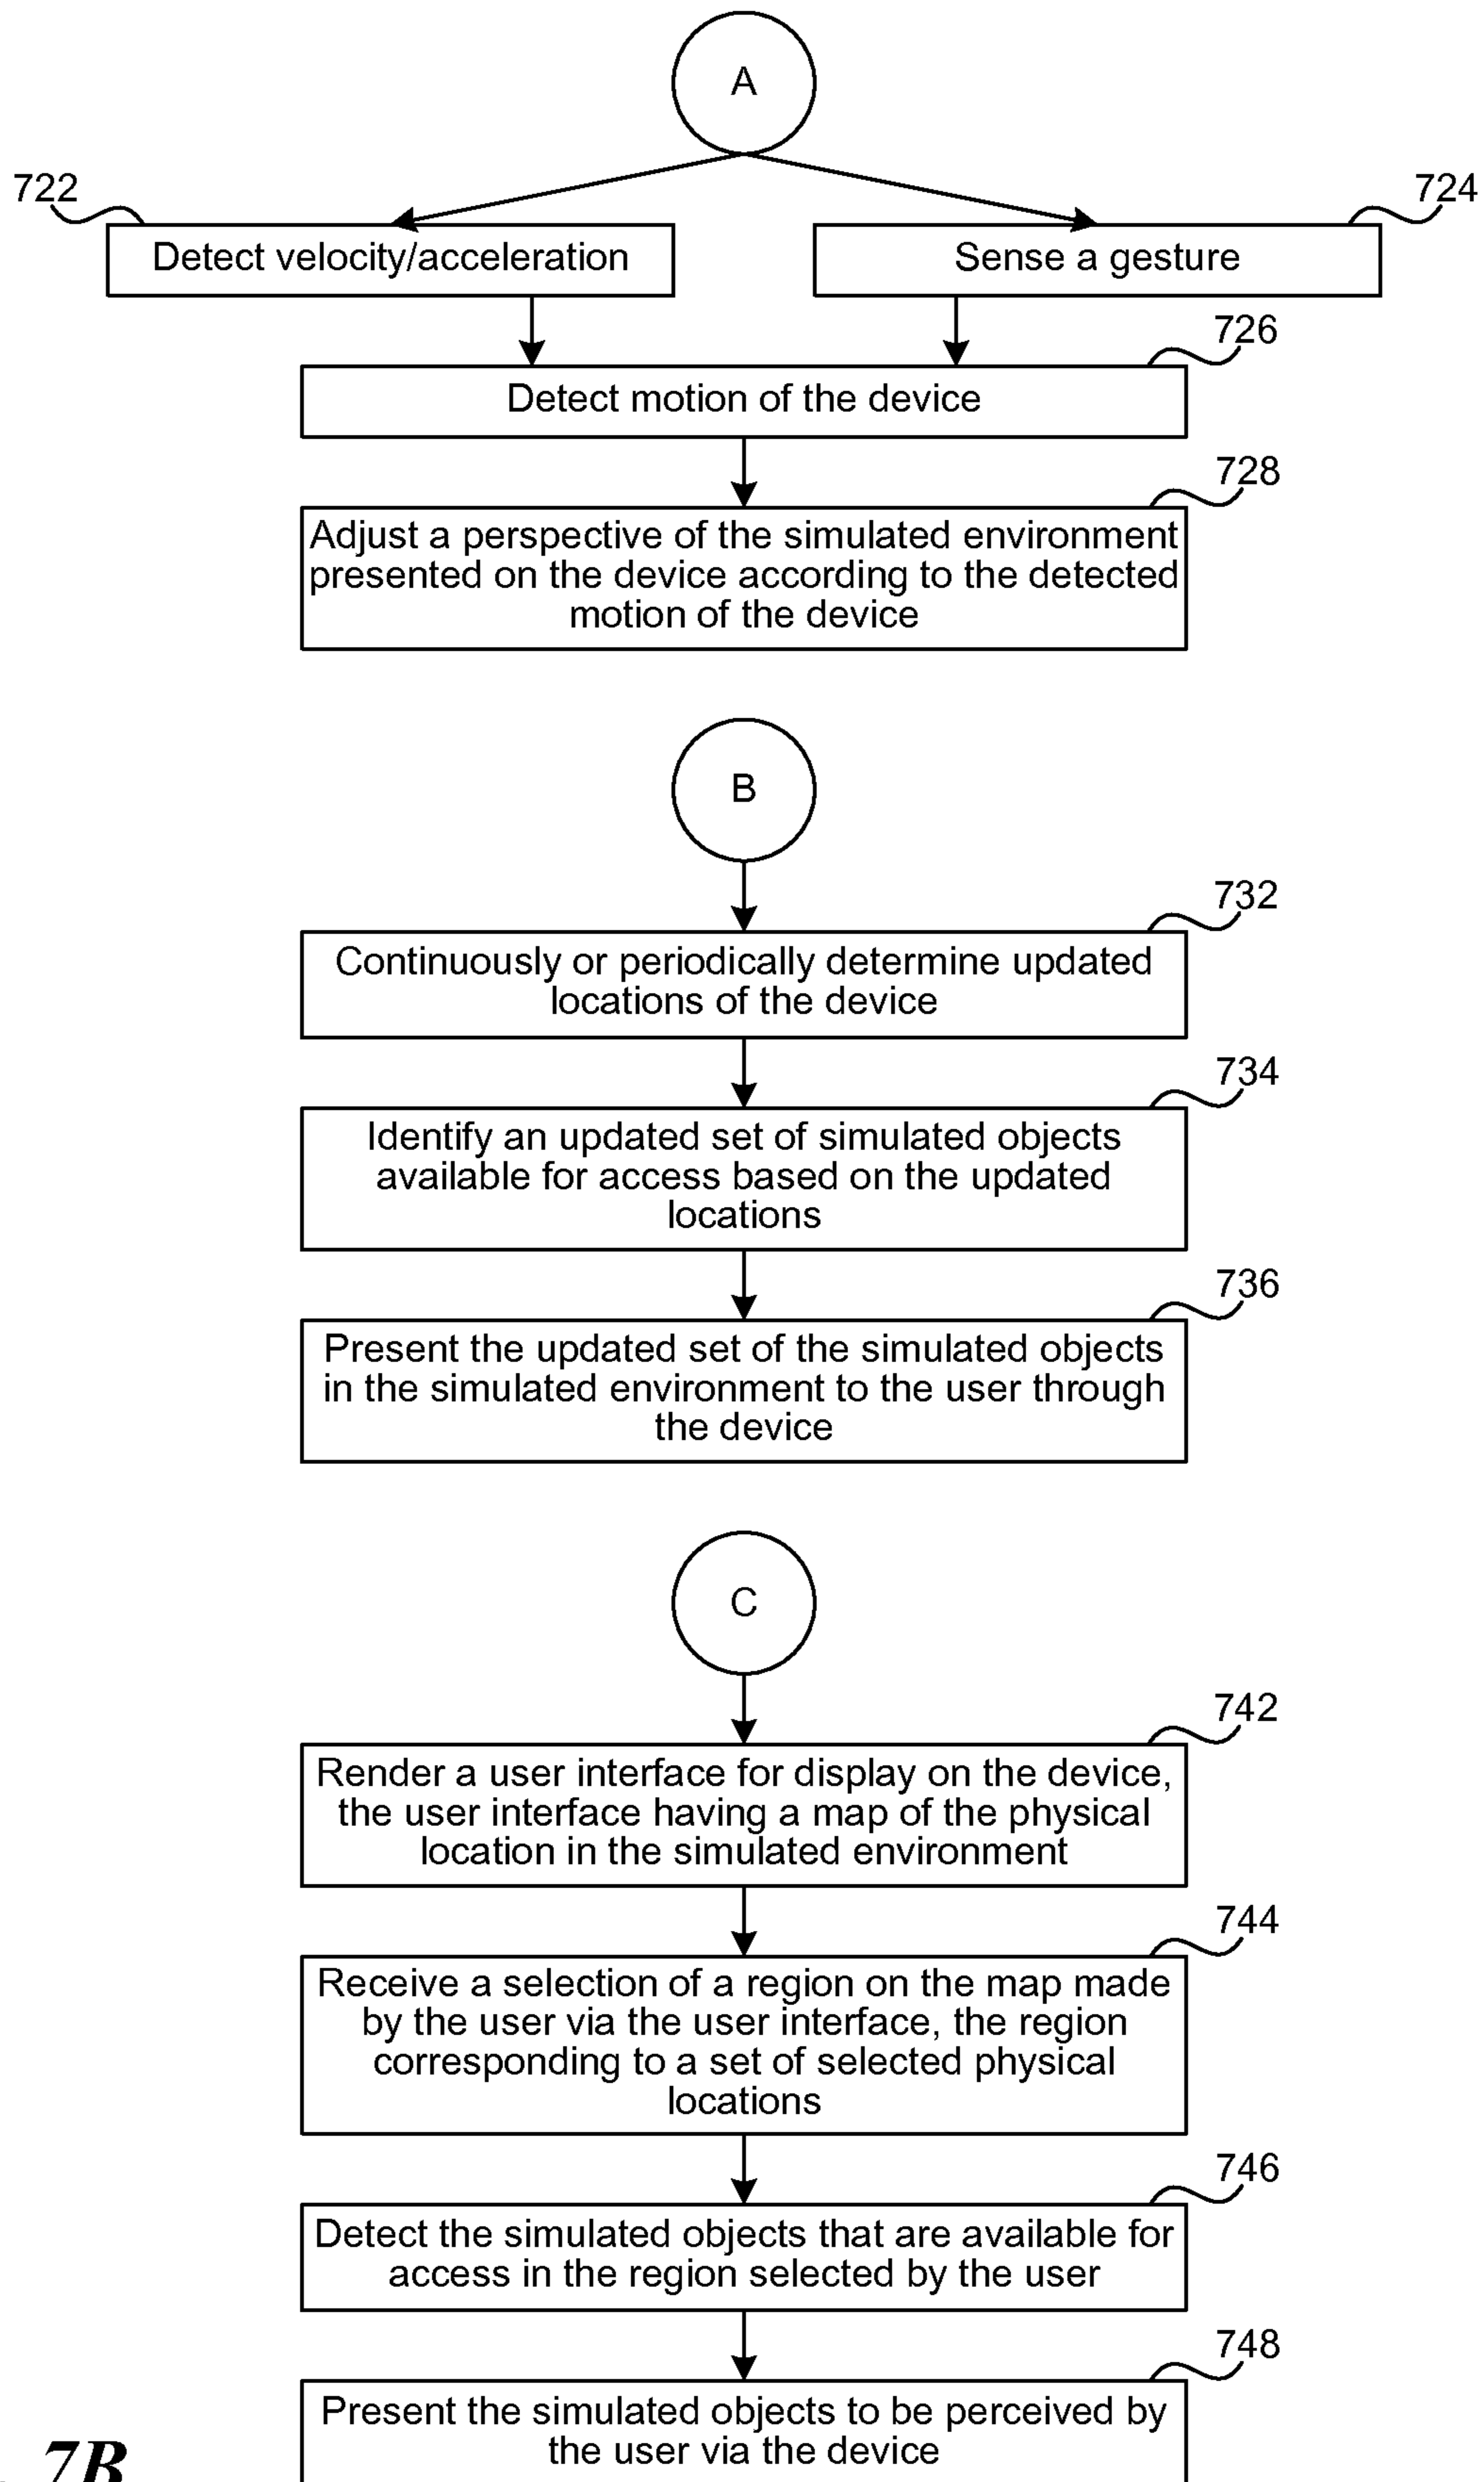 A
722
724
Detect velocity/acceleration
Sense a gesture
726
Detect motion of the device
728
Adjust a perspective of the simulated environment
presented on the device according to the detected
motion of the device
B
732
Continuously or periodically determine updated
locations of the device
734
Identify an updated set of simulated objects
available for access based on the updated
locations
736
Present the updated set of the simulated objects
in the simulated environment to the user through
the device
C
742
Render a user interface for display on the device,
the user interface having a map of the physical
location in the simulated environment
744
Receive a selection of a region on the map made
by the user via the user interface, the region
corresponding to a set of selected physical
locations
746
Detect the simulated objects that are available for
access in the region selected by the user
748
Present the simulated objects to be perceived by
the user via the device
7B